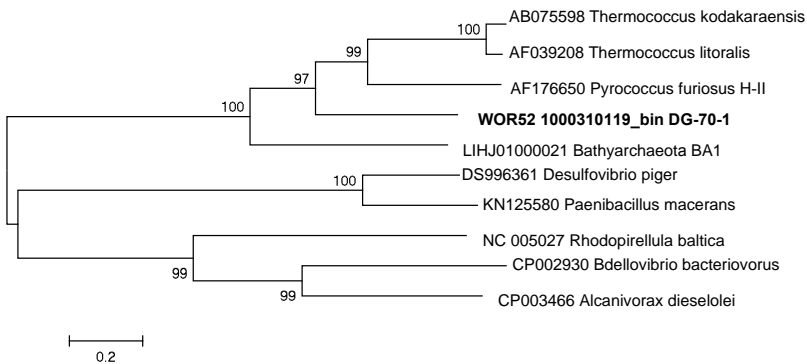 AB075598 Thermococcus kodakaraensis
100
AF039208 Thermococcus litoralis
99
AF176650 Pyrococcus furiosus H-II
97
WOR52_1000310119_bin DG-70-1
100
LIHJ01000021 Bathyarchaeota BA1
DS996361 Desulfovibrio piger
100
KN125580 Paenibacillus macerans
NC 005027 Rhodopirellula baltica
99
CP002930 Bdellovibrio bacteriovorus
99
CP003466 Alcanivorax dieselolei
0.2